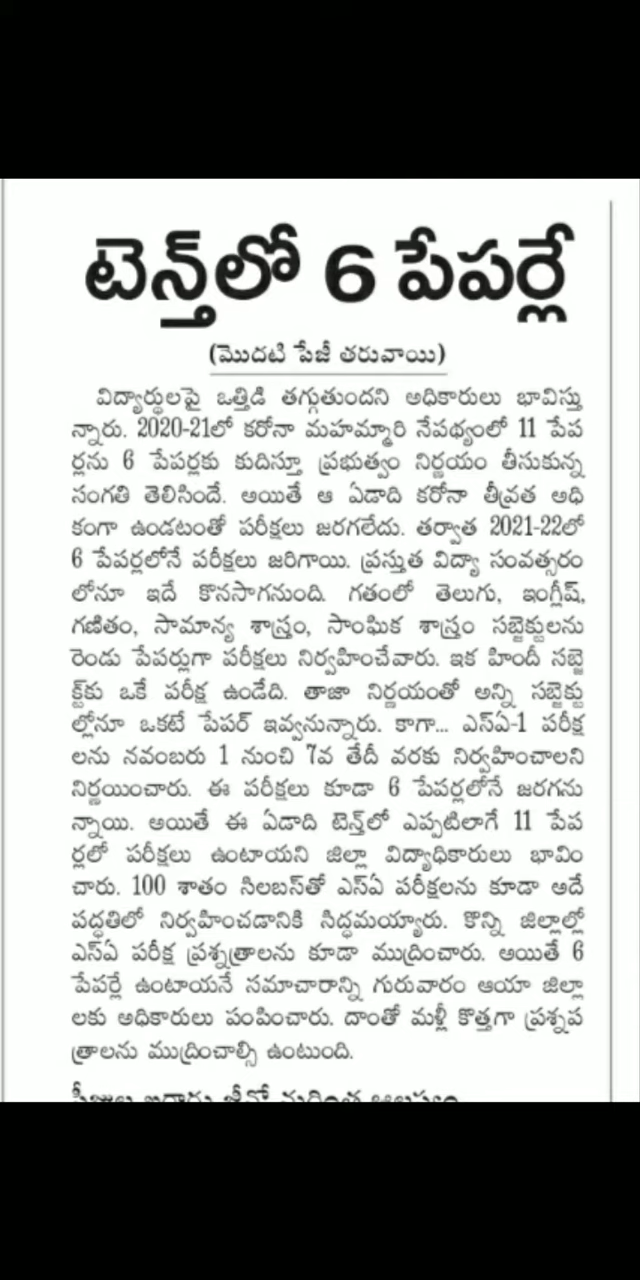 టెన్త్‌లో 6 పేపర్లే
(మొదటి పేజీ తరువాయి)
విద్యార్థులపై ఒత్తిడి తగ్గుతుందని అధికారులు భావిస్తు
న్నారు. 2020-21లో కరోనా మహమ్మారి నేపథ్యంలో 11 పేప
ర్లను 6 పేపర్లకు కుదిస్తూ ప్రభుత్వం నిర్ణయం తీసుకున్న
సంగతి తెలిసిందే. అయితే ఆ ఏడాది కరోనా తీవ్రత అధి
కంగా ఉండటంతో పరీక్షలు జరగలేదు. తర్వాత 2021-22లో
6 పేపర్లలోనే పరీక్షలు జరిగాయి. ప్రస్తుత విద్యా సంవత్సరం
లోనూ ఇదే కొనసాగనుంది. గతంలో తెలుగు, ఇంగ్లీష్,
గణితం, సామాన్య శాస్త్రం, సాంఘిక శాస్త్రం సబ్జెక్టులను
రెండు పేపర్లుగా పరీక్షలు నిర్వహించేవారు. ఇక హిందీ సబ్జె
క్ట్‌కు ఒకే పరీక్ష ఉండేది. తాజా నిర్ణయంతో అన్ని సబ్జెక్టు
ల్లోనూ ఒకటే పేపర్ ఇవ్వనున్నారు. కాగా... ఎస్ఏ-1 పరీక్ష
లను నవంబరు 1 నుంచి 7వ తేదీ వరకు నిర్వహించాలని
నిర్ణయించారు. ఈ పరీక్షలు కూడా 6 పేపర్లలోనే జరగను
న్నాయి. అయితే ఈ ఏడాది టెన్త్‌లో ఎప్పటిలాగే 11 పేప
ర్లలో పరీక్షలు ఉంటాయని జిల్లా విద్యాధికారులు భావిం
చారు. 100 శాతం సిలబస్‌తో ఎస్ఏ పరీక్షలను కూడా అదే
పద్ధతిలో నిర్వహించడానికి సిద్ధమయ్యారు. కొన్ని జిల్లాల్లో
ఎస్ఏ పరీక్ష ప్రశ్నత్రాలను కూడా ముద్రించారు. అయితే 6
పేపర్లే ఉంటాయనే సమాచారాన్ని గురువారం ఆయా జిల్లా
లకు అధికారులు పంపించారు. దాంతో మళ్లీ కొత్తగా ప్రశ్నప
త్రాలను ముద్రించాల్సి ఉంటుంది.